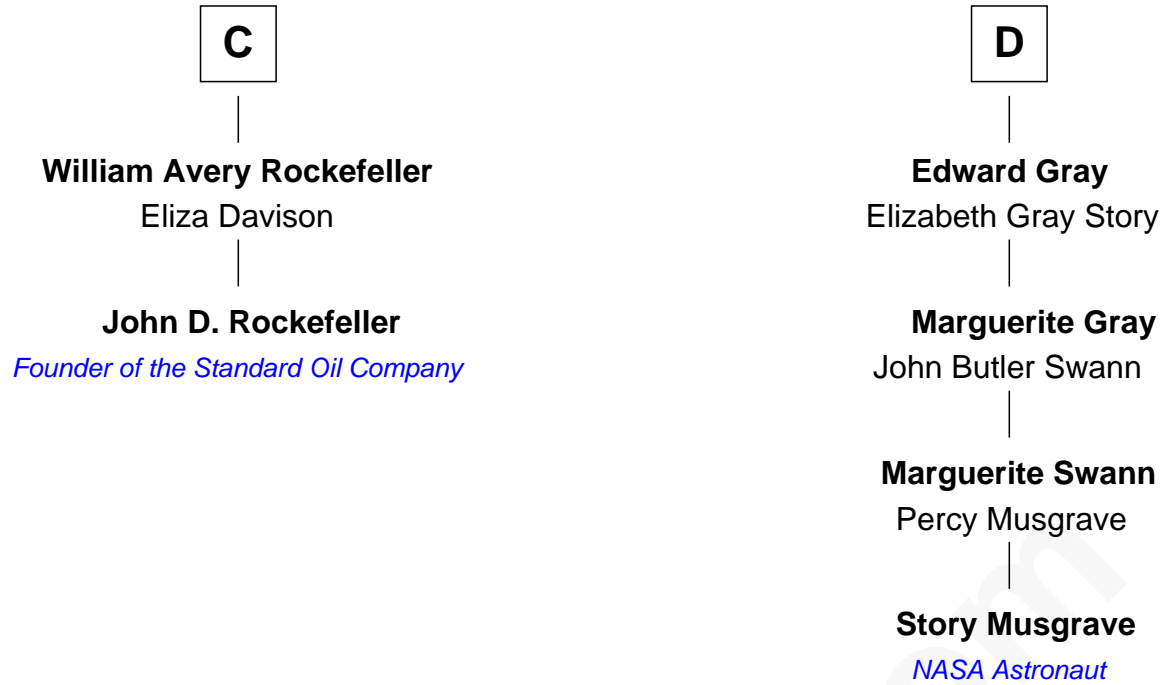 C
William Avery Rockefeller
Eliza Davison
John D. Rockefeller
Founder of the Standard Oil Company
D
Edward Gray
Elizabeth Gray Story
Marguerite Gray
John Butler Swann
Marguerite Swann
Percy Musgrave
Story Musgrave
NASA Astronaut